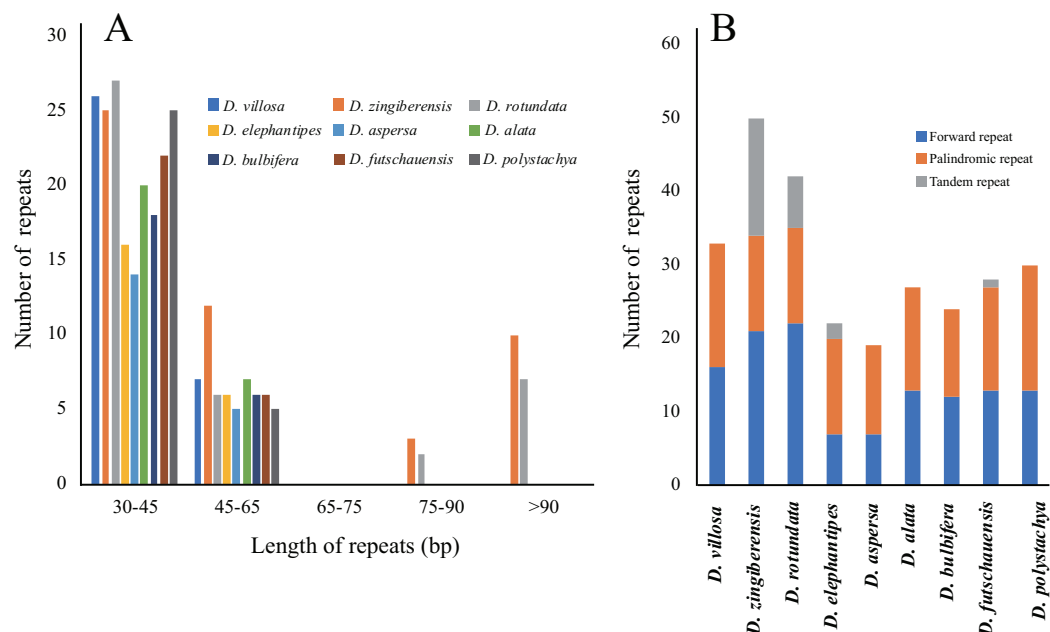 A
Number of repeats
30
25
20
15
10
5
0
D. villosa
D. zingiberensis
D. rotundata
D. elephantipes
D. aspersa
D. alata
D. bulbifera
D. futschauensis
D. polystachya
30-45
45-65
65-75
75-90
>90
Length of repeats (bp)
B
Number of repeats
60
50
40
30
20
10
0
Forward repeat
Palindromic repeat
Tandem repeat
D. villosa
D. zingiberensis
D. rotundata
D. elephantipes
D. aspersa
D. alata
D. bulbifera
D. futschauensis
D. polystachya